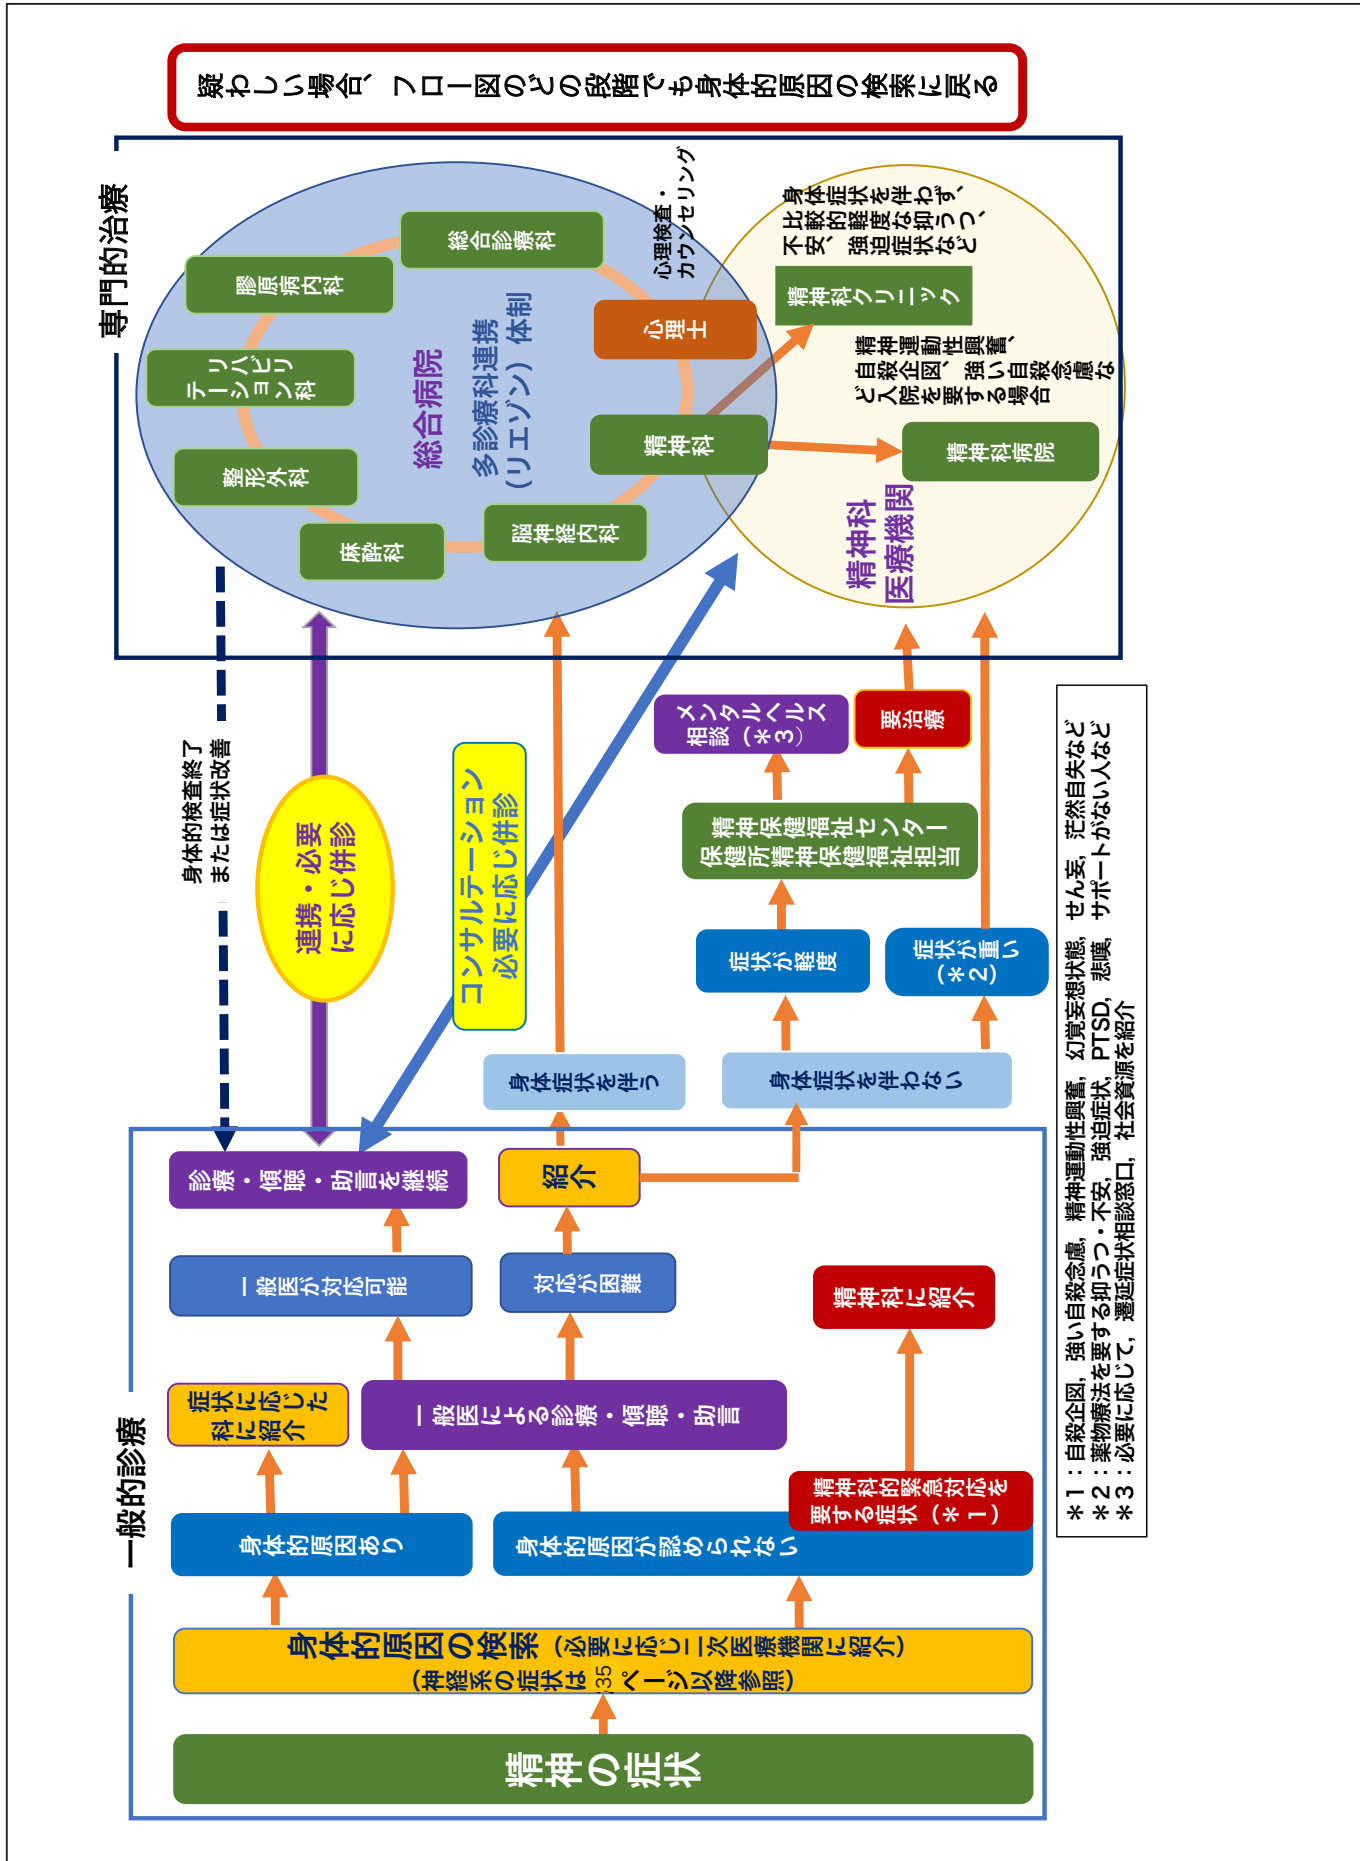 疑わしい場合、フロー図のどの段階でも身体的原因の検索に戻る
一般的診療
精神の症状
身体的原因の検索（必要に応じ二次医療機関に紹介）
（神経系の症状は35ページ以降参照）
身体的原因あり
身体的原因が認められない
精神科的緊急対応を
要する症状（＊１）
精神科に紹介
症状に応じた
科に紹介
一般医による診療・傾聴・助言
一般医が対応可能
対応が困難
診療・傾聴・助言を継続
紹介
身体症状を伴う
身体症状を伴わない
身体的検査終了
または症状改善
連携・必要
に応じ併診
コンサルテーション
必要に応じ併診
症状が軽度
症状が重い
（＊２）
精神保健福祉センター
保健所精神保健福祉担当
メンタルヘルス
相談（＊３）
要治療
専門的治療
総合病院
多診療科連携
（リエゾン）体制
膠原病内科
総合診療科
リハビリ
テーション科
整形外科
麻酔科
脳神経内科
精神科
心理士
心理検査・
カウンセリング
精神科
医療機関
身体症状を伴わず、
比較的軽度な抑うつ、
不安、強迫症状など
精神科クリニック
精神運動性興奮、
自殺企図、強い自殺念慮な
ど入院を要する場合
精神科病院
＊１：自殺企図，強い自殺念慮，精神運動性興奮，幻覚妄想状態，せん妄，茫然自失など
＊２：薬物療法を要する抑うつ・不安，強迫症状，PTSD，悲嘆，サポートがない人など
＊３：必要に応じて，遷延症状相談窓口，社会資源を紹介